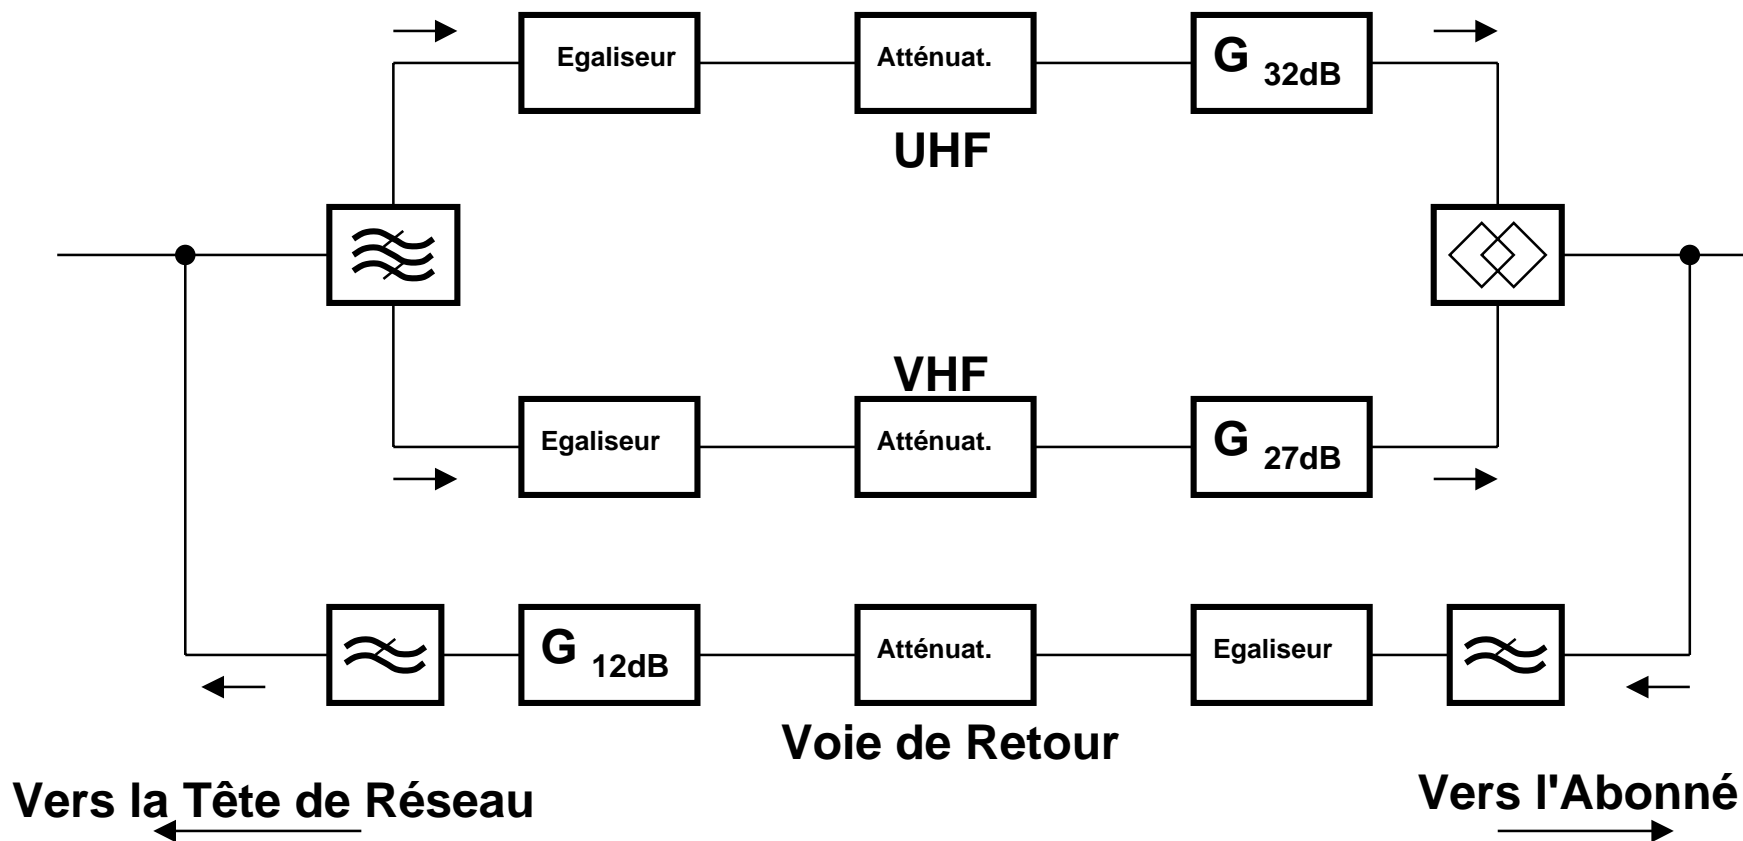 Egaliseur
Atténuat.
G 32dB
UHF
VHF
Egaliseur
Atténuat.
G 27dB
G 12dB
Atténuat.
Egaliseur
Voie de Retour
Vers la Tête de Réseau
Vers l'Abonné